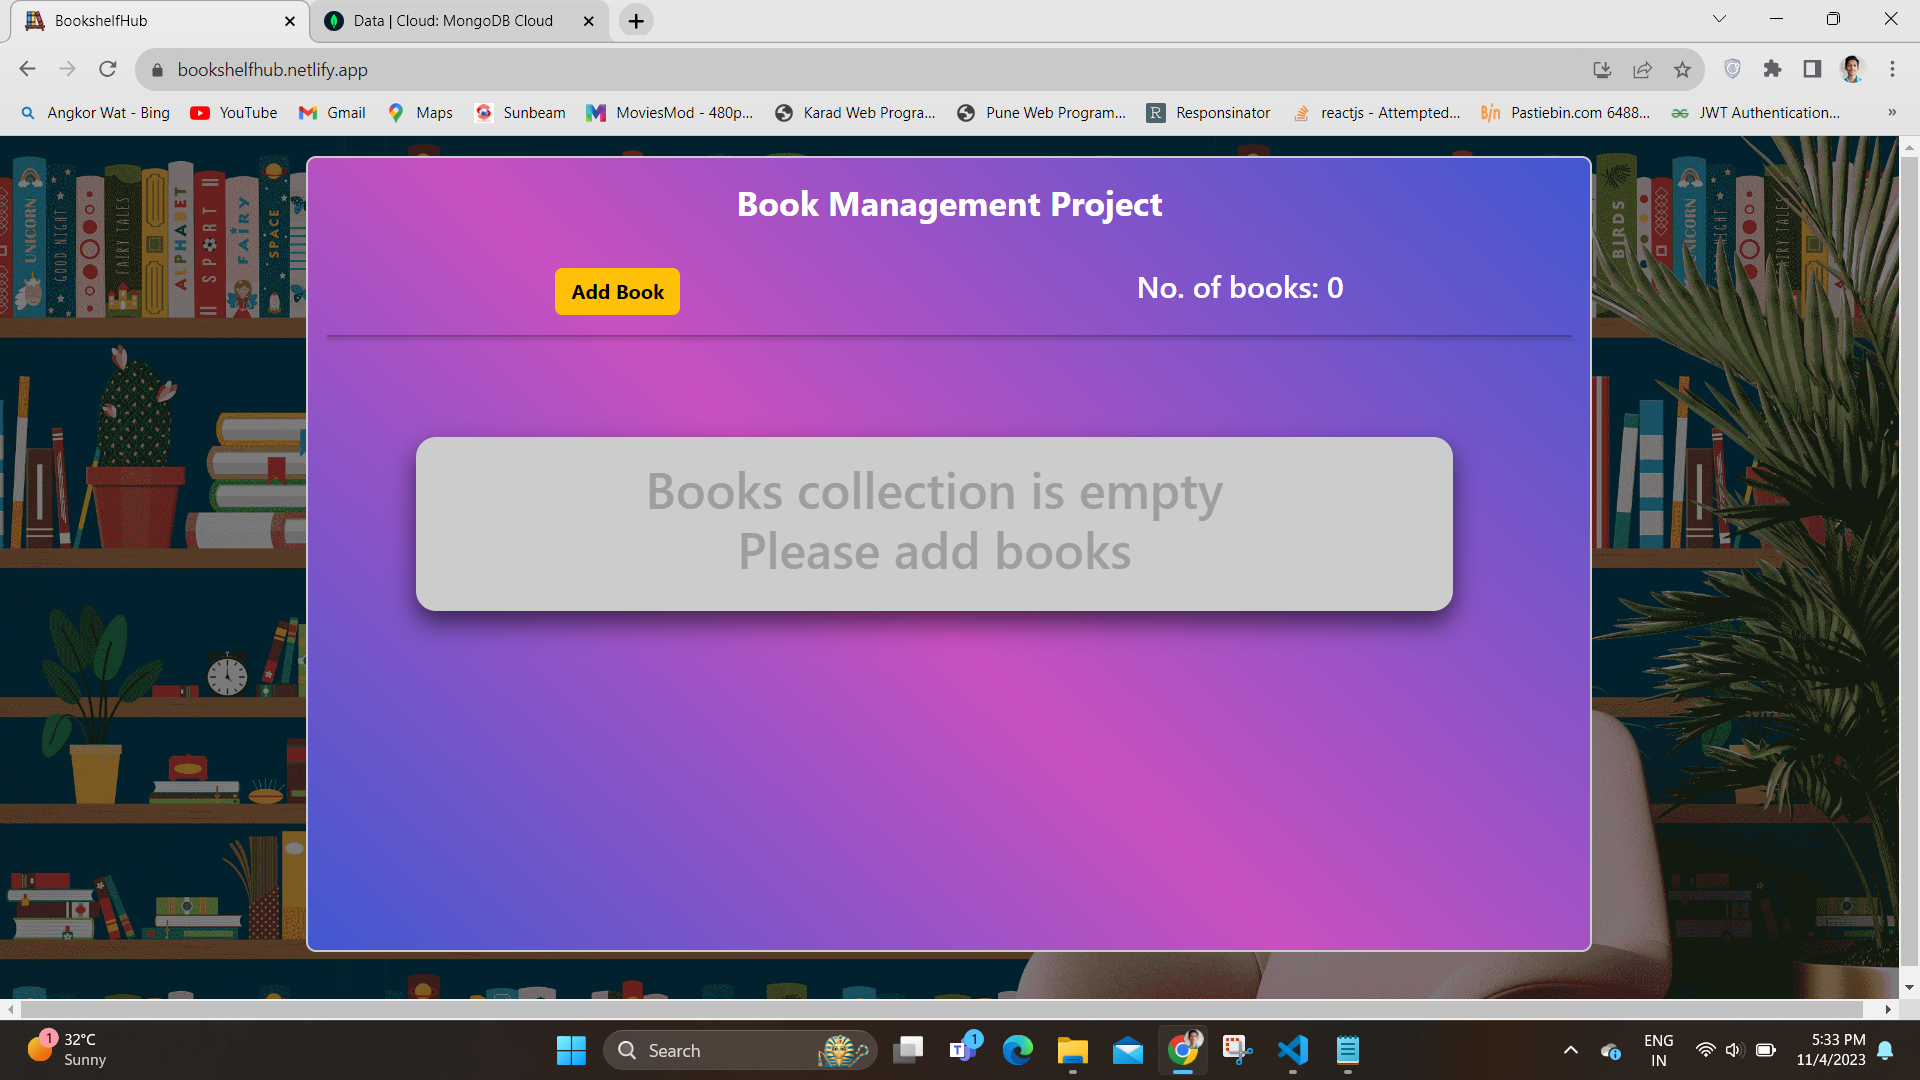 BookshelfHub
Data | Cloud: MongoDB Cloud
bookshelfhub.netlify.app
Angkor Wat - Bing
YouTube
Gmail
Maps
Sunbeam
MoviesMod - 480p...
Karad Web Progra...
Pune Web Program...
R
Responsinator
reactjs - Attempted...
B/n
Pastiebin.com 6488...
JWT Authentication...
»
UNICORN
GOOD NIGHT
FAIRY TALES
ALPHABET
SPORT
FAIRY
SPACE
BIRDS
UNICORN
NIGHT
FAIRY TALES
Book Management Project
Add Book
No. of books: 0
Books collection is empty
Please add books
1
32°C
Sunny
Search
T
1
ENG
IN
5:33 PM
11/4/2023